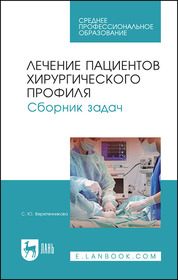 СРЕДНЕЕ
ПРОФЕССИОНАЛЬНОЕ
ОБРАЗОВАНИЕ
ЛЕЧЕНИЕ ПАЦИЕНТОВ
ХИРУРГИЧЕСКОГО
ПРОФИЛЯ
Сборник задач
С. Ю. Веретенникова
ЛАНЬ
E.LANBOOK.COM